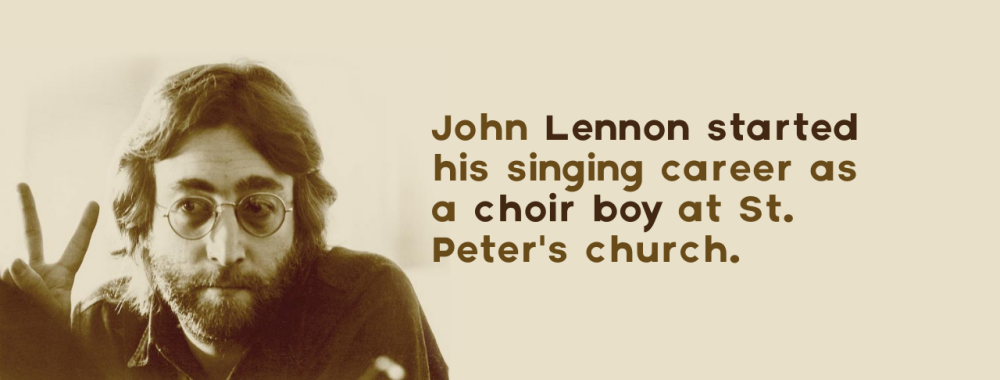 John Lennon started
his singing career as
a choir boy at St.
Peter's church.